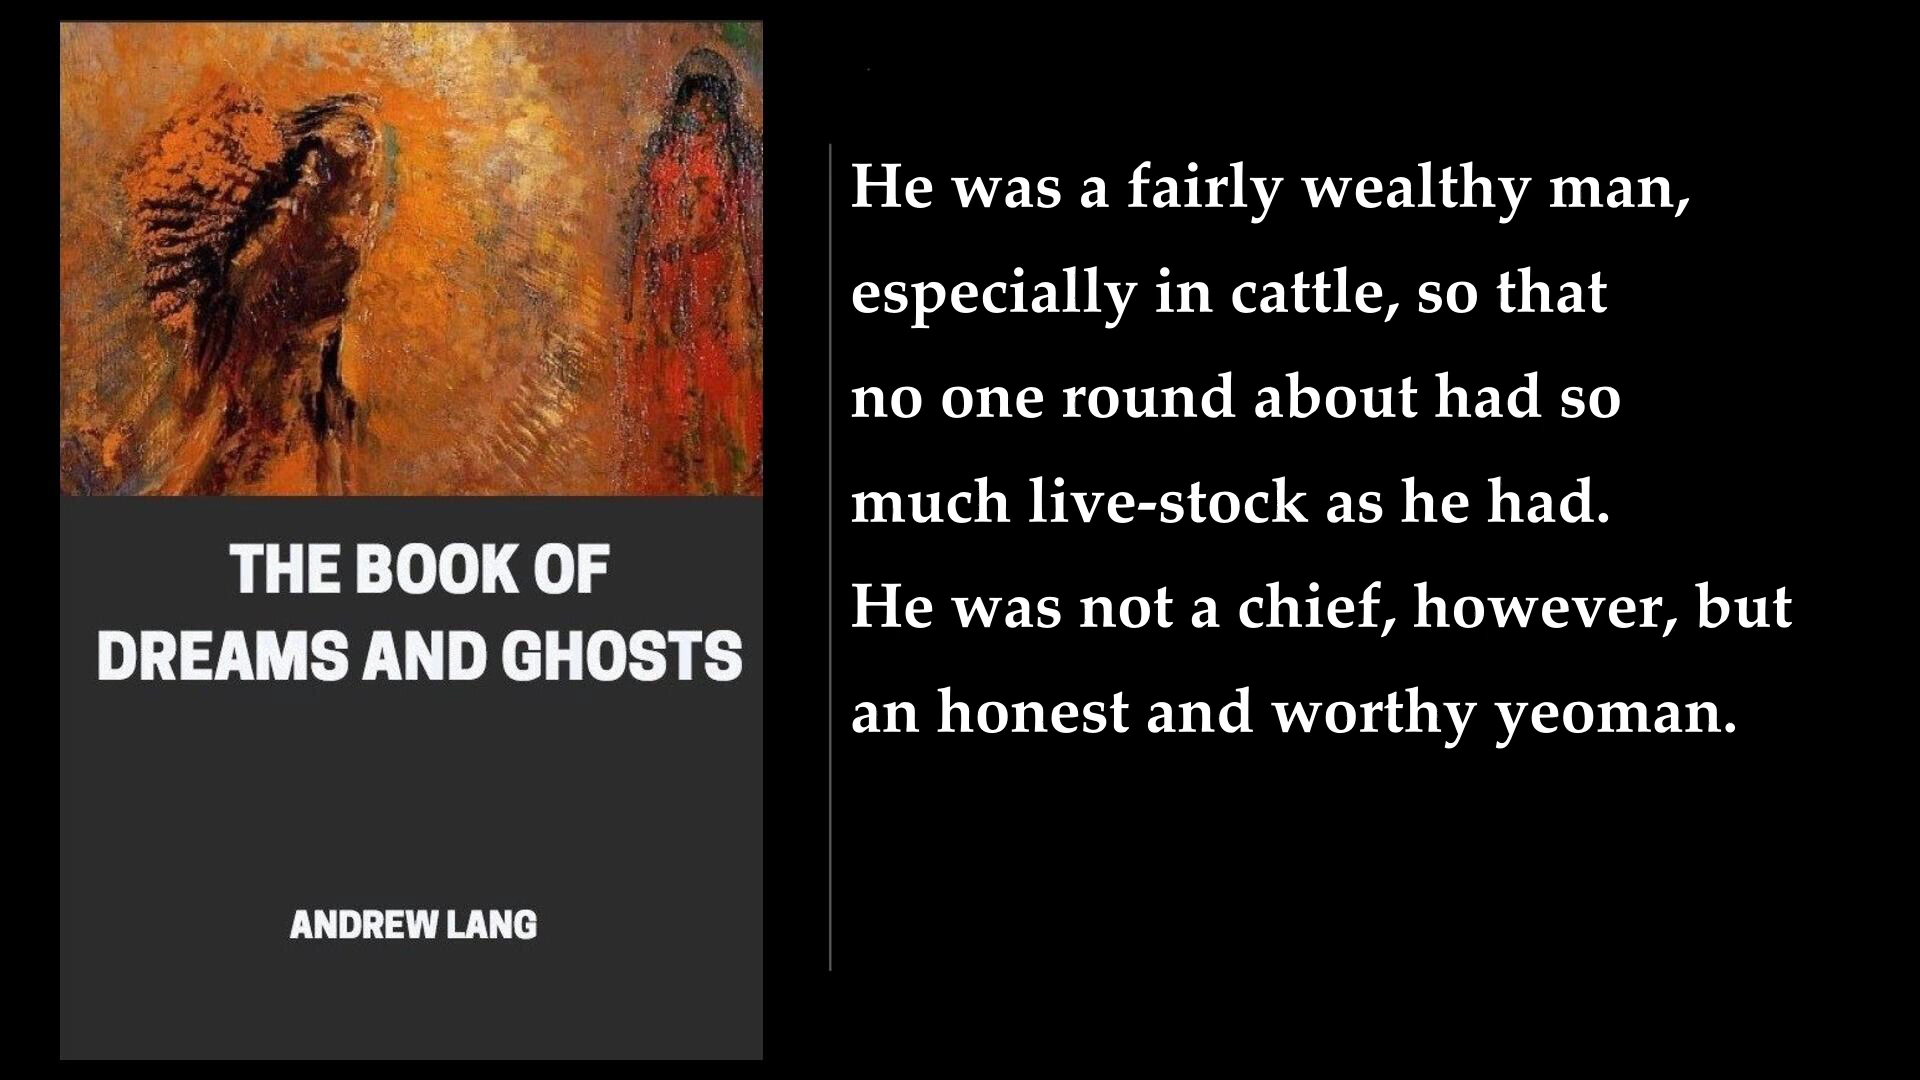 THE BOOK OF
DREAMS AND GHOSTS
ANDREW LANG
He was a fairly wealthy man,
especially in cattle, so that
no one round about had so
much live-stock as he had.
He was not a chief, however, but
an honest and worthy yeoman.